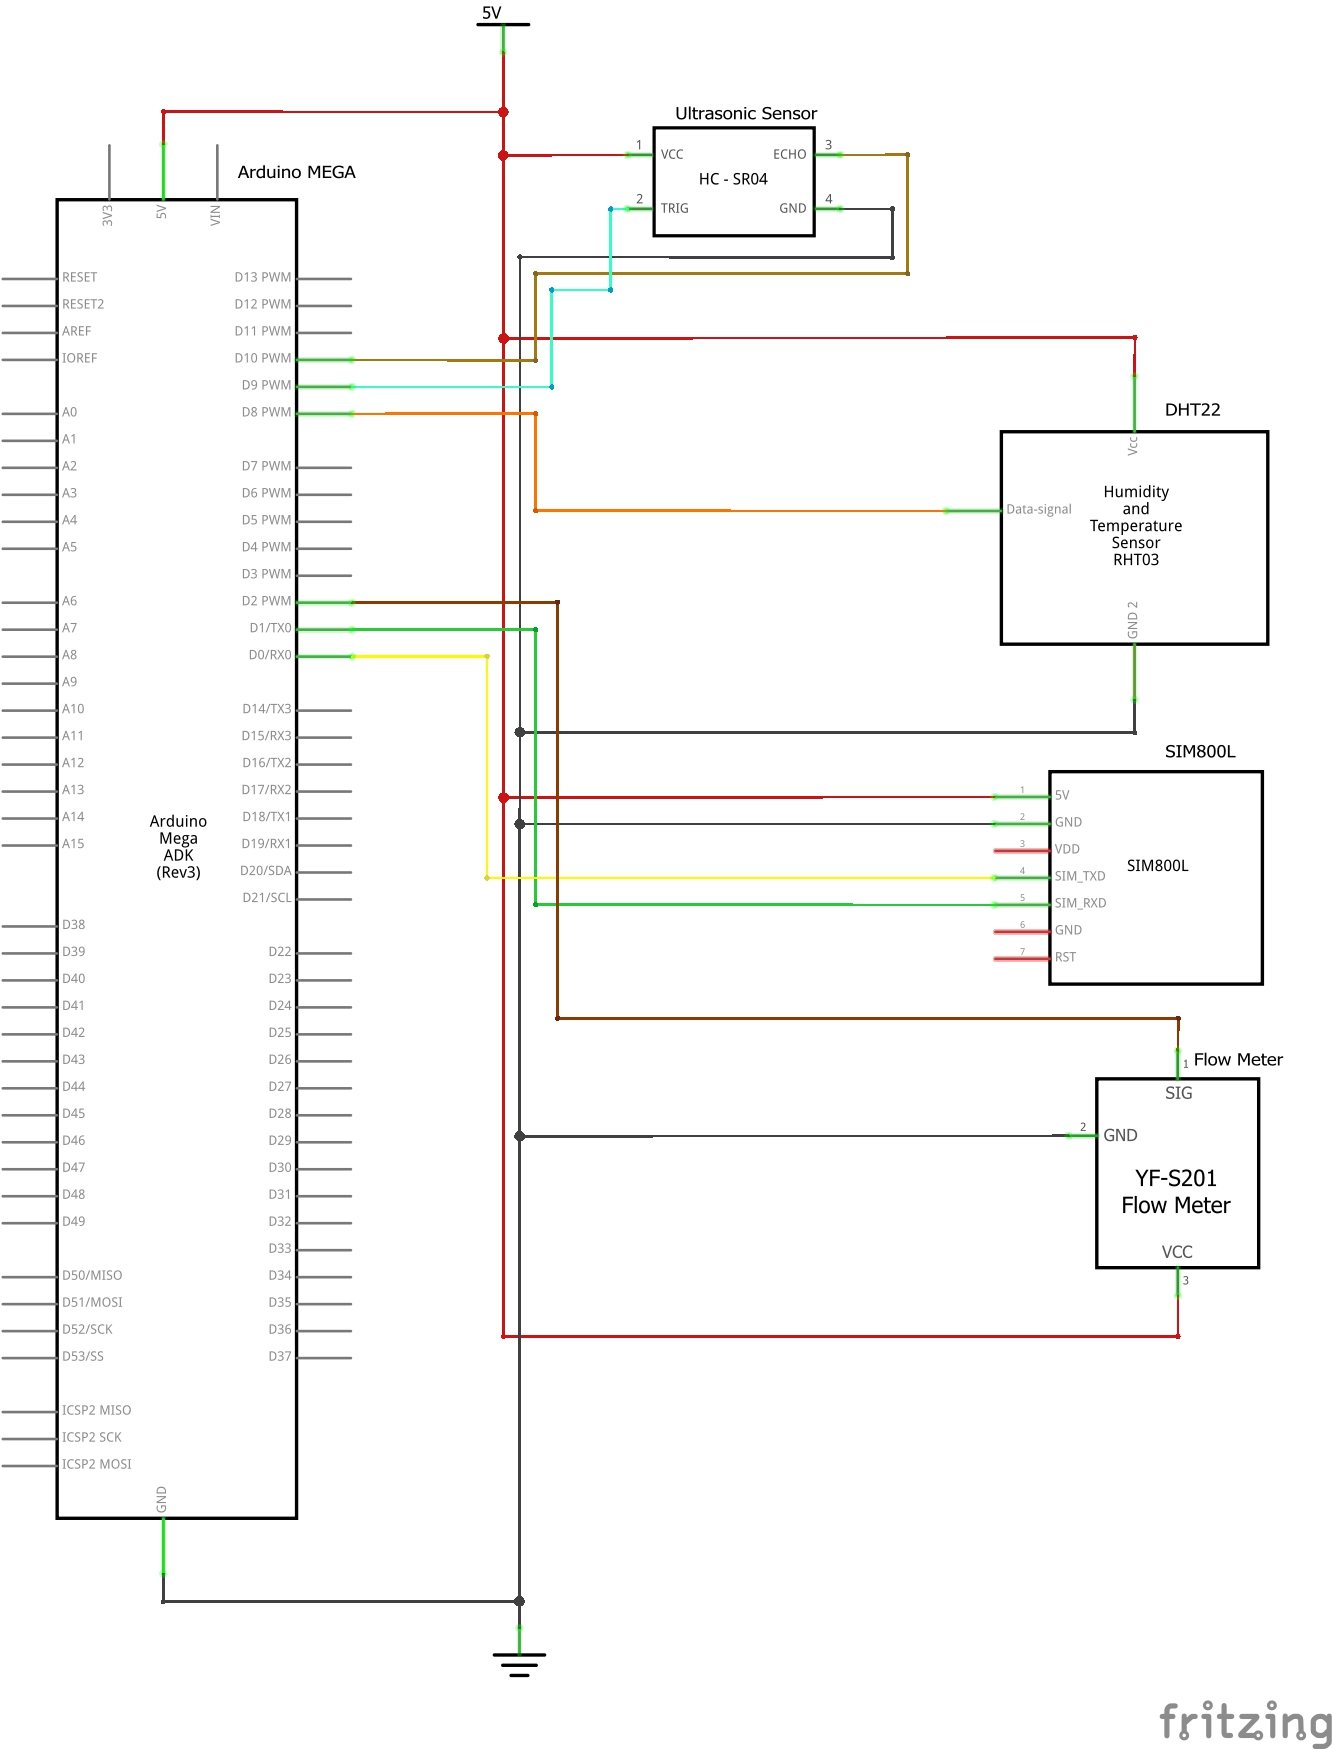 5V
Arduino MEGA
3V3
5V
VIN
RESET
RESET2
AREF
IOREF
A0
A1
A2
A3
A4
A5
A6
A7
A8
A9
A10
A11
A12
A13
A14
A15
D38
D39
D40
D41
D42
D43
D44
D45
D46
D47
D48
D49
D50/MISO
D51/MOSI
D52/SCK
D53/SS
ICSP2 MISO
ICSP2 SCK
ICSP2 MOSI
GND
Arduino
Mega
ADK
(Rev3)
D13 PWM
D12 PWM
D11 PWM
D10 PWM
D9 PWM
D8 PWM
D7 PWM
D6 PWM
D5 PWM
D4 PWM
D3 PWM
D2 PWM
D1/TX0
D0/RX0
D14/TX3
D15/RX3
D16/TX2
D17/RX2
D18/TX1
D19/RX1
D20/SDA
D21/SCL
D22
D23
D24
D25
D26
D27
D28
D29
D30
D31
D32
D33
D34
D35
D36
D37
Ultrasonic Sensor
1 VCC
2 TRIG
HC - SR04
ECHO 3
GND 4
DHT22
Vcc
Data-signal
Humidity
and
Temperature
Sensor
RHT03
GND 2
SIM800L
1 5V
2 GND
3 VDD
4 SIM_TXD
5 SIM_RXD
6 GND
7 RST
SIM800L
Flow Meter
1
SIG
2 GND
YF-S201
Flow Meter
VCC
3
fritzing